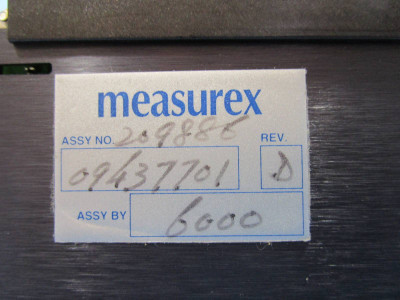 measurex
ASSY NO. 209886 REV.
09437701 D
ASSY BY 6000